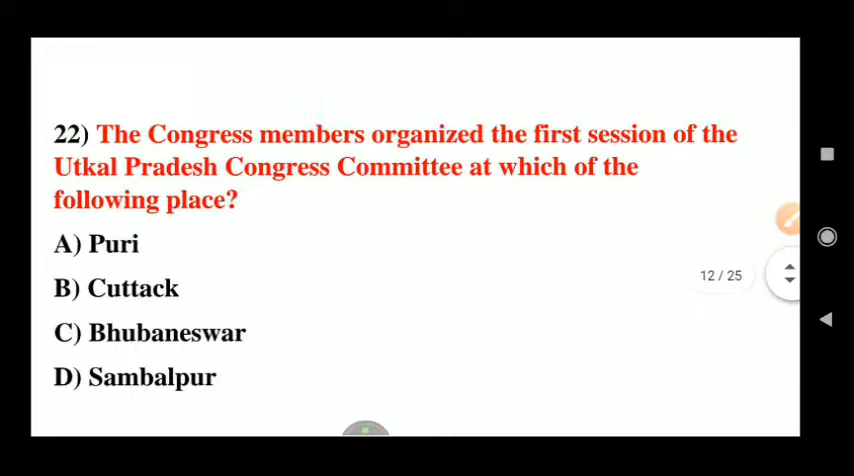 22) The Congress members organized the first session of the
Utkal Pradesh Congress Committee at which of the
following place?
A) Puri
B) Cuttack
12 / 25
C) Bhubaneswar
D) Sambalpur